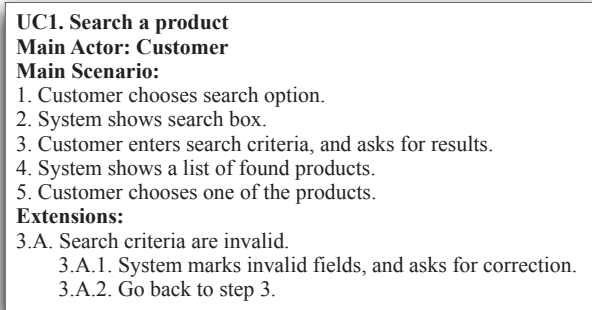 UC1. Search a product
Main Actor: Customer
Main Scenario:
1. Customer chooses search option.
2. System shows search box.
3. Customer enters search criteria, and asks for results.
4. System shows a list of found products.
5. Customer chooses one of the products.
Extensions:
3.A. Search criteria are invalid.
3.A.1. System marks invalid fields, and asks for correction.
3.A.2. Go back to step 3.